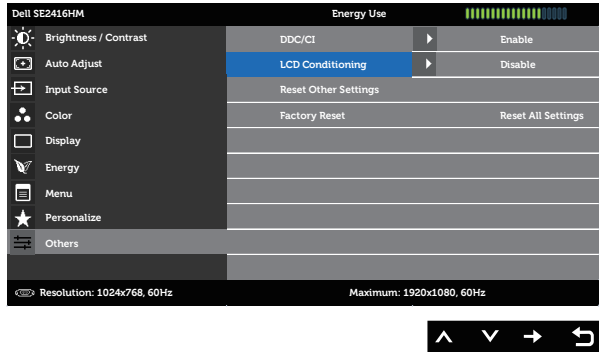 Dell SE2416HM Energy Use
Brightness / Contrast DDC/CI Enable
Auto Adjust LCD Conditioning Disable
Input Source Reset Other Settings
Color Factory Reset Reset All Settings
Display
Energy
Menu
Personalize
Others
Resolution: 1024x768, 60Hz Maximum: 1920x1080, 60Hz